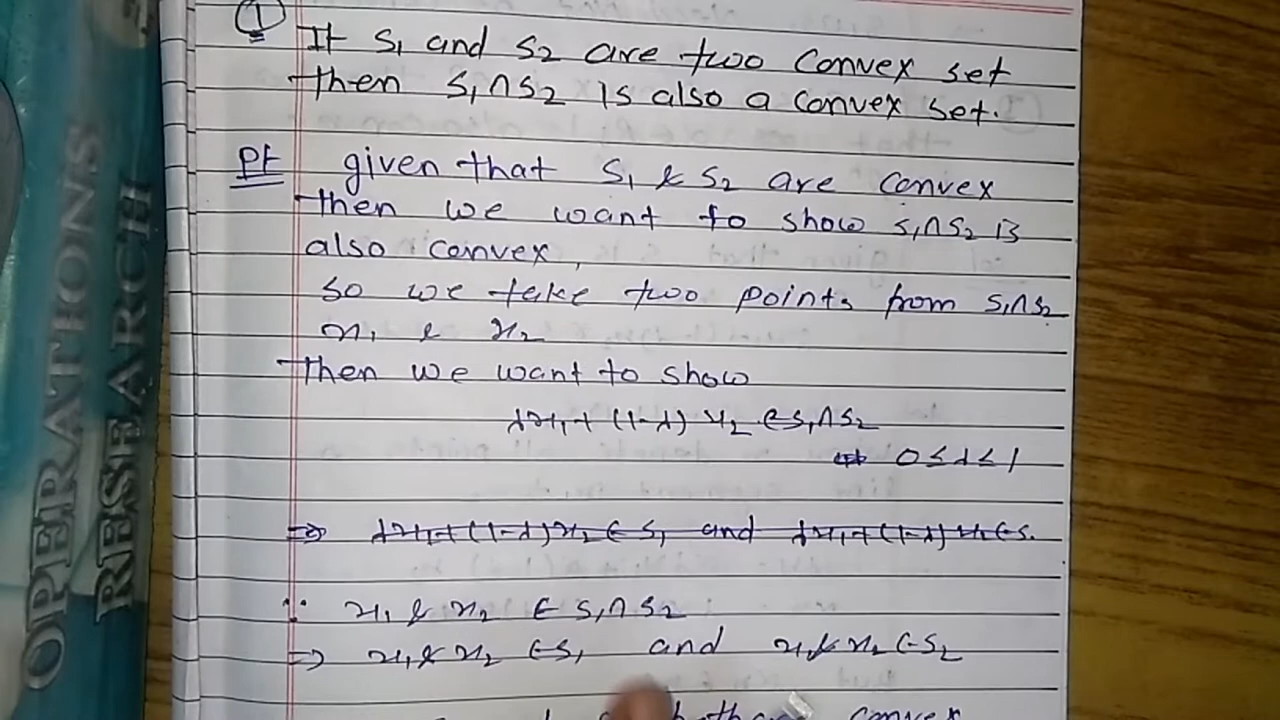 ① If S₁ and S₂ are two convex set
then S₁∩S₂ is also a convex set.
Pf given that S₁ & S₂ are convex
then we want to show S₁∩S₂ is
also convex,
so we take two points from S₁∩S₂
x₁ & x₂
then we want to show
λx₁ + (1-λ) x₂ ∈ S₁∩S₂
0≤λ≤1
⇒ λx₁+(1-λ)x₂ ∈ S₁ and λx₁+(1-λ)x₂∈S.
∵ x₁ & x₂ ∈ S₁∩S₂
⇒ x₁ & x₂ ∈ S₁ and x₁ & x₂ ∈ S₂
convex
OPERATIONS
RESEARCH